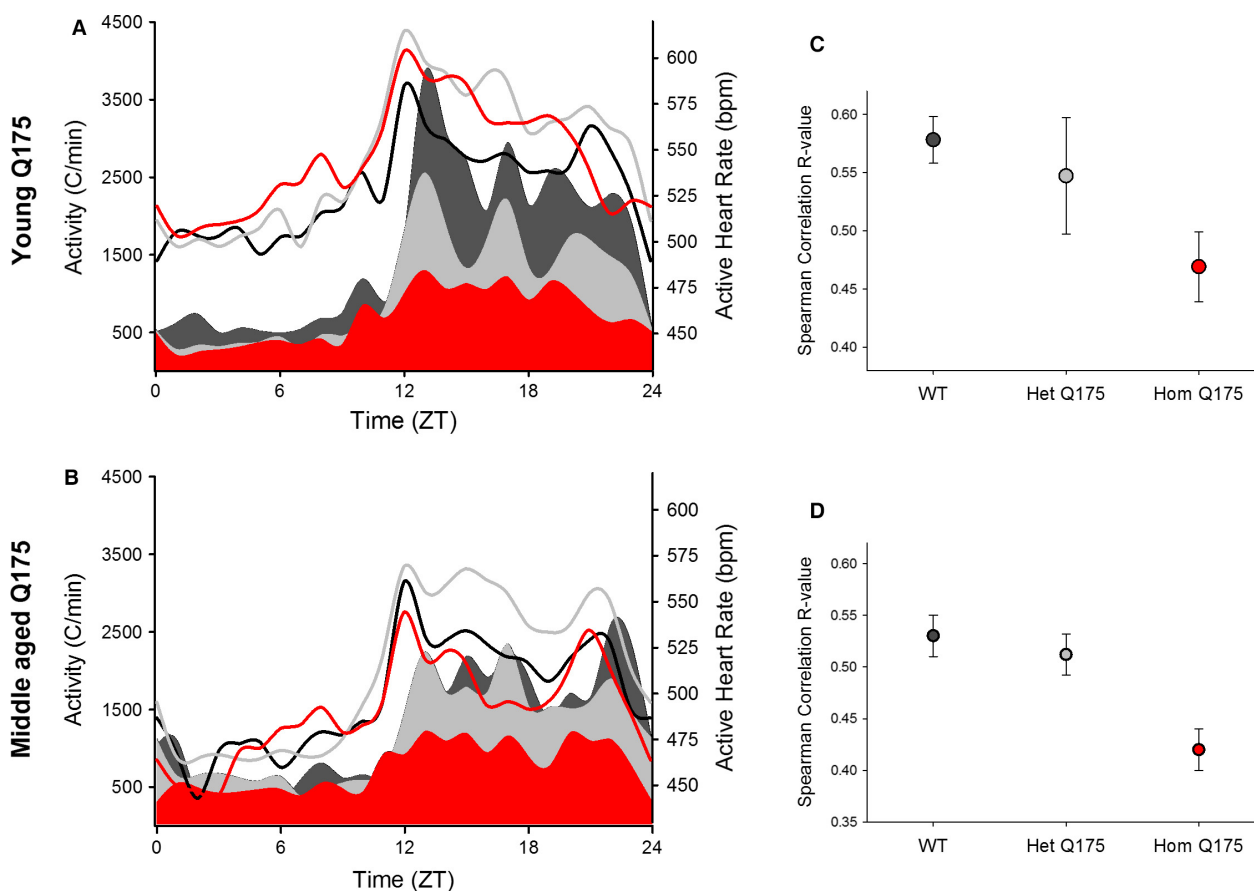 A
Young Q175
Activity (C/min)
4500
3500
2500
1500
500
Active Heart Rate (bpm)
600
575
550
525
500
475
450
0
6
12
18
24
Time (ZT)
C
Spearman Correlation R-value
0.60
0.55
0.50
0.45
0.40
WT
Het Q175
Hom Q175
B
Middle aged Q175
Activity (C/min)
4500
3500
2500
1500
500
Active Heart Rate (bpm)
600
575
550
525
500
475
450
0
6
12
18
24
Time (ZT)
D
Spearman Correlation R-value
0.60
0.55
0.50
0.45
0.40
0.35
WT
Het Q175
Hom Q175